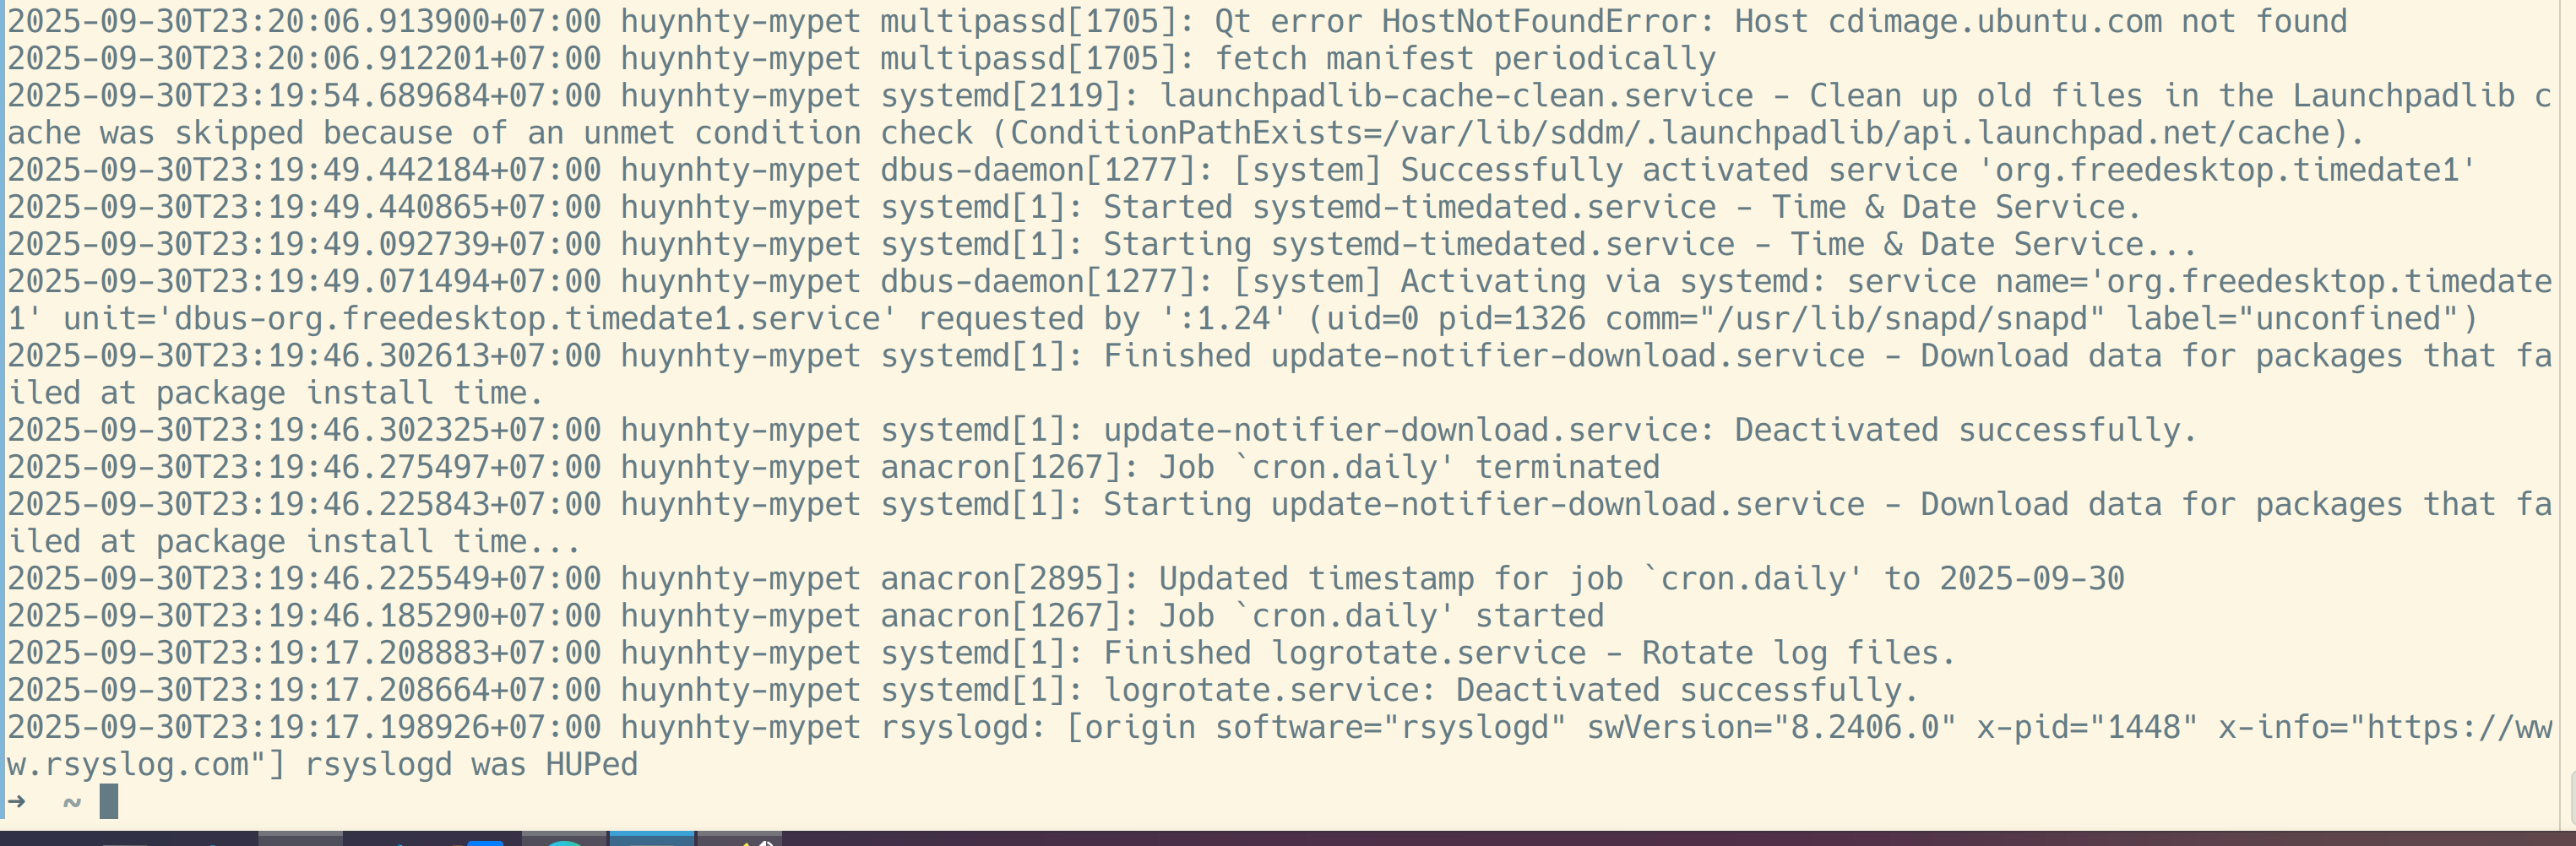 2025-09-30T23:20:06.913900+07:00 huynhty-mypet multipassd[1705]: Qt error HostNotFoundError: Host cdimage.ubuntu.com not found
2025-09-30T23:20:06.912201+07:00 huynhty-mypet multipassd[1705]: fetch manifest periodically
2025-09-30T23:19:54.689684+07:00 huynhty-mypet systemd[2119]: launchpadlib-cache-clean.service - Clean up old files in the Launchpadlib c
ache was skipped because of an unmet condition check (ConditionPathExists=/var/lib/sddm/.launchpadlib/api.launchpad.net/cache).
2025-09-30T23:19:49.442184+07:00 huynhty-mypet dbus-daemon[1277]: [system] Successfully activated service 'org.freedesktop.timedate1'
2025-09-30T23:19:49.440865+07:00 huynhty-mypet systemd[1]: Started systemd-timedated.service - Time & Date Service.
2025-09-30T23:19:49.092739+07:00 huynhty-mypet systemd[1]: Starting systemd-timedated.service - Time & Date Service...
2025-09-30T23:19:49.071494+07:00 huynhty-mypet dbus-daemon[1277]: [system] Activating via systemd: service name='org.freedesktop.timedate
1' unit='dbus-org.freedesktop.timedate1.service' requested by ':1.24' (uid=0 pid=1326 comm="/usr/lib/snapd/snapd" label="unconfined")
2025-09-30T23:19:46.302613+07:00 huynhty-mypet systemd[1]: Finished update-notifier-download.service - Download data for packages that fa
iled at package install time.
2025-09-30T23:19:46.302325+07:00 huynhty-mypet systemd[1]: update-notifier-download.service: Deactivated successfully.
2025-09-30T23:19:46.275497+07:00 huynhty-mypet anacron[1267]: Job `cron.daily' terminated
2025-09-30T23:19:46.225843+07:00 huynhty-mypet systemd[1]: Starting update-notifier-download.service - Download data for packages that fa
iled at package install time...
2025-09-30T23:19:46.225549+07:00 huynhty-mypet anacron[2895]: Updated timestamp for job `cron.daily' to 2025-09-30
2025-09-30T23:19:46.185290+07:00 huynhty-mypet anacron[1267]: Job `cron.daily' started
2025-09-30T23:19:17.208883+07:00 huynhty-mypet systemd[1]: Finished logrotate.service - Rotate log files.
2025-09-30T23:19:17.208664+07:00 huynhty-mypet systemd[1]: logrotate.service: Deactivated successfully.
2025-09-30T23:19:17.198926+07:00 huynhty-mypet rsyslogd: [origin software="rsyslogd" swVersion="8.2406.0" x-pid="1448" x-info="https://ww
w.rsyslog.com"] rsyslogd was HUPed
➜ ~